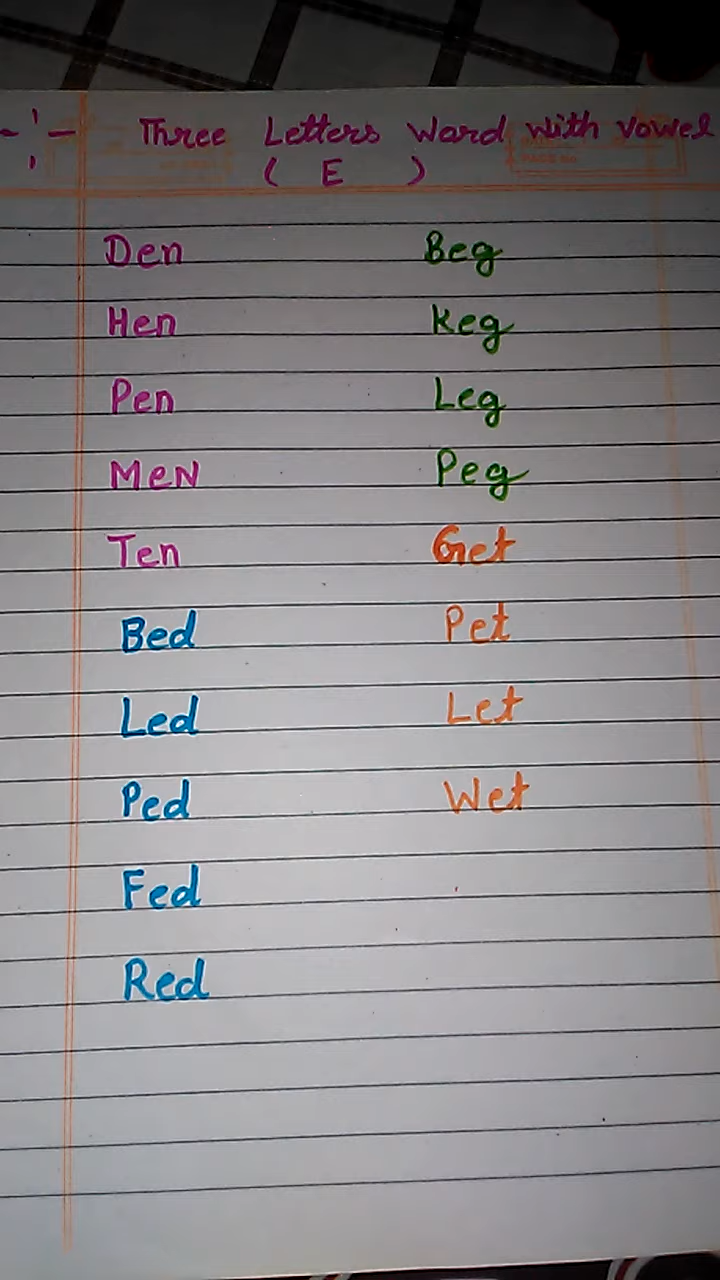 Three Letters Word with vowel
( E )
Den Beg
Hen Keg
Pen Leg
MeN Peg
Ten Get
Bed Pet
Led Let
Ped Wet
Fed
Red